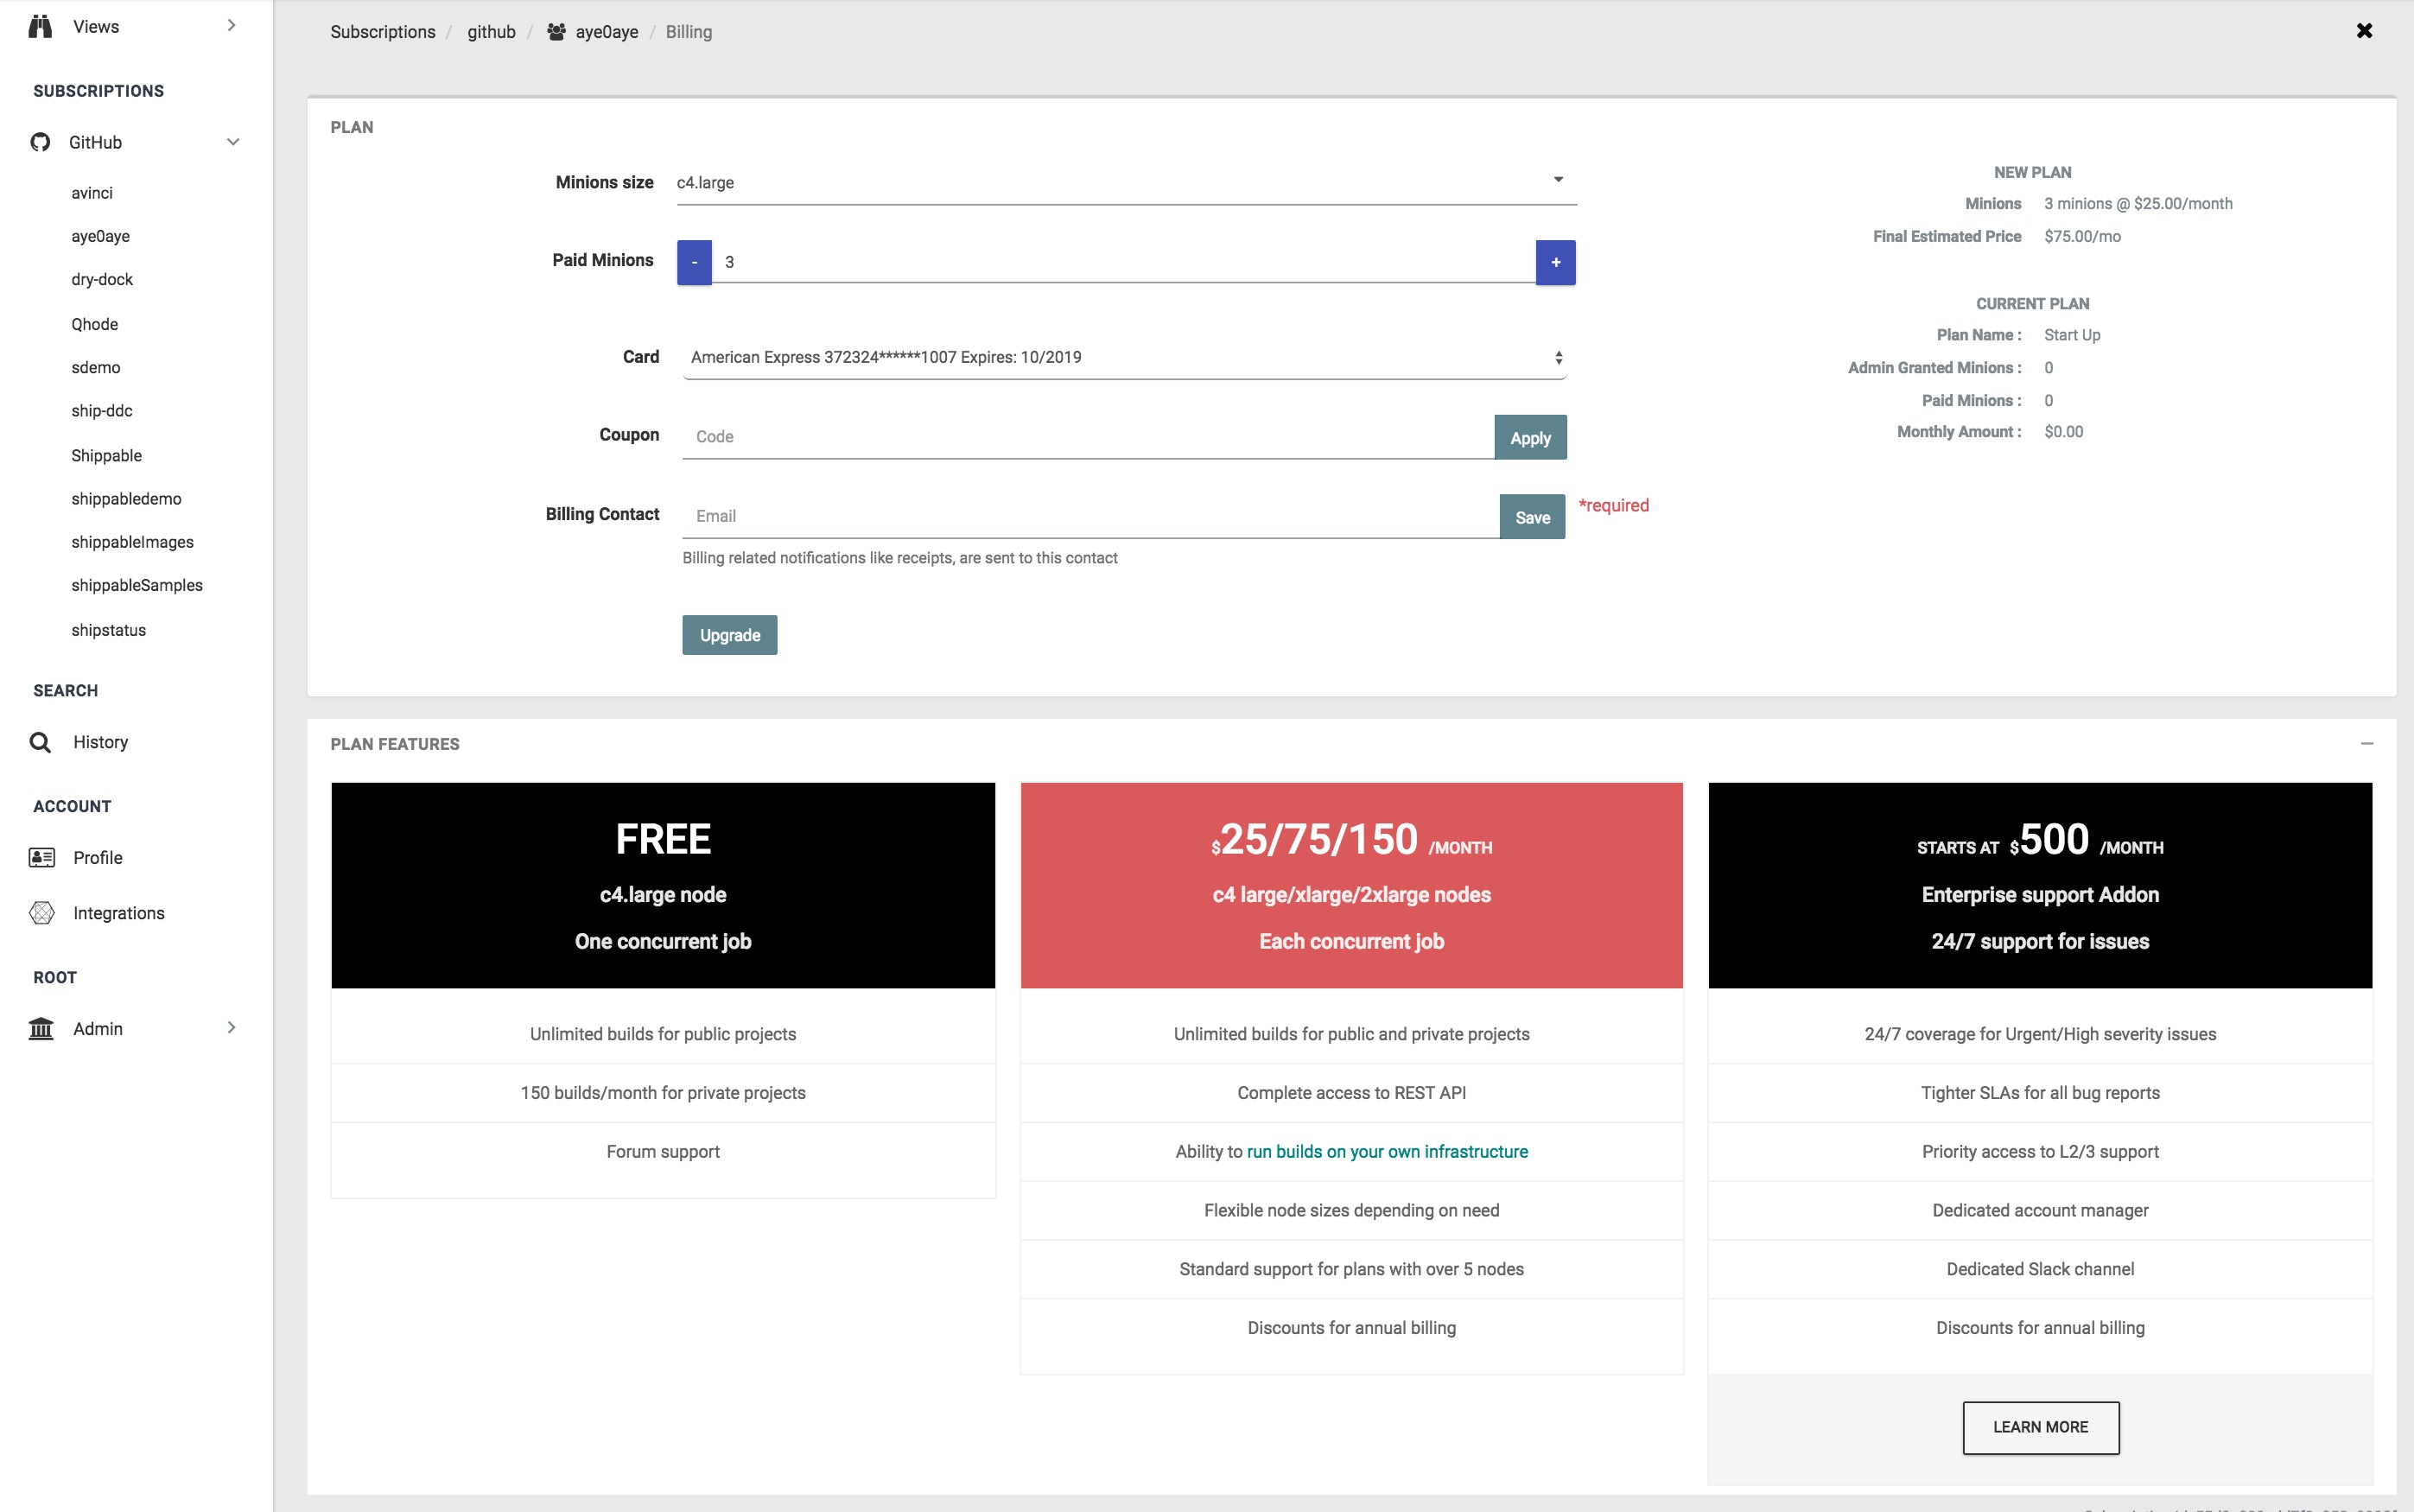 Views
SUBSCRIPTIONS
GitHub
avinci
aye0aye
dry-dock
Qhode
sdemo
ship-ddc
Shippable
shippabledemo
shippableImages
shippableSamples
shipstatus
SEARCH
History
ACCOUNT
Profile
Integrations
ROOT
Admin
Subscriptions / github / aye0aye / Billing
PLAN
Minions size c4.large
Paid Minions - 3 +
Card American Express 372324******1007 Expires: 10/2019
Coupon Code Apply
Billing Contact Email Save *required
Billing related notifications like receipts, are sent to this contact
Upgrade
NEW PLAN
Minions 3 minions @ $25.00/month
Final Estimated Price $75.00/mo
CURRENT PLAN
Plan Name : Start Up
Admin Granted Minions : 0
Paid Minions : 0
Monthly Amount : $0.00
PLAN FEATURES
FREE
c4.large node
One concurrent job
Unlimited builds for public projects
150 builds/month for private projects
Forum support
$25/75/150 /MONTH
c4 large/xlarge/2xlarge nodes
Each concurrent job
Unlimited builds for public and private projects
Complete access to REST API
Ability to run builds on your own infrastructure
Flexible node sizes depending on need
Standard support for plans with over 5 nodes
Discounts for annual billing
STARTS AT $500 /MONTH
Enterprise support Addon
24/7 support for issues
24/7 coverage for Urgent/High severity issues
Tighter SLAs for all bug reports
Priority access to L2/3 support
Dedicated account manager
Dedicated Slack channel
Discounts for annual billing
LEARN MORE